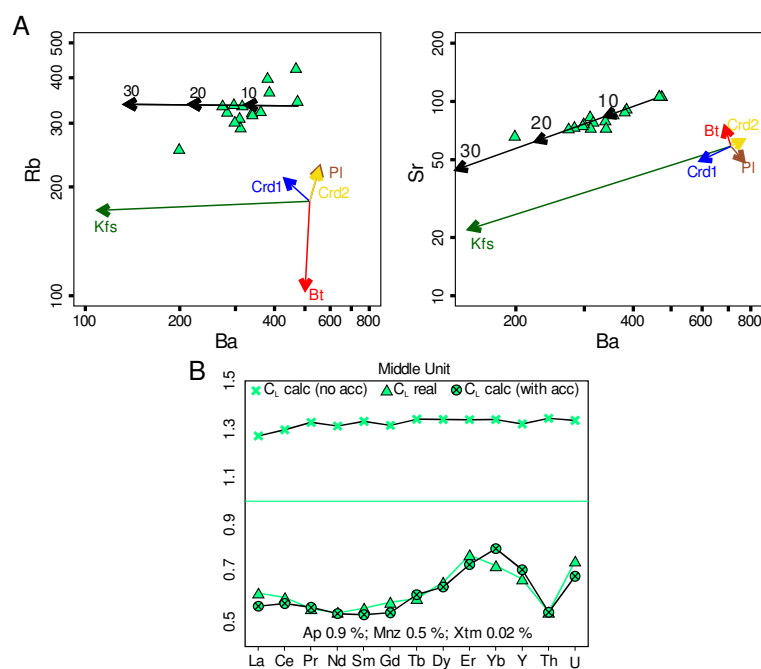 A
Rb
500
400
300
200
100
30
20
10
Pl
Crd1
Crd2
Kfs
Bt
100
200
400
600
800
Ba
Sr
200
100
50
20
10
10
20
30
Bt
Crd2
Crd1
Pl
Kfs
200
400
600
800
Ba
B
Middle Unit
C_L calc (no acc) C_L real C_L calc (with acc)
1.5
1.3
1.1
0.9
0.7
0.5
Ap 0.9 %; Mnz 0.5 %; Xtm 0.02 %
La Ce Pr Nd Sm Gd Tb Dy Er Yb Y Th U